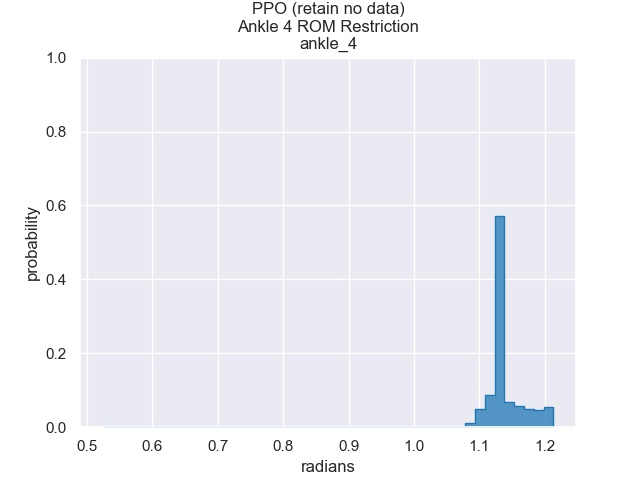 PPO (retain no data)
Ankle 4 ROM Restriction
ankle_4
1.0
0.8
0.6
0.4
0.2
0.0
probability
0.5 0.6 0.7 0.8 0.9 1.0 1.1 1.2
radians